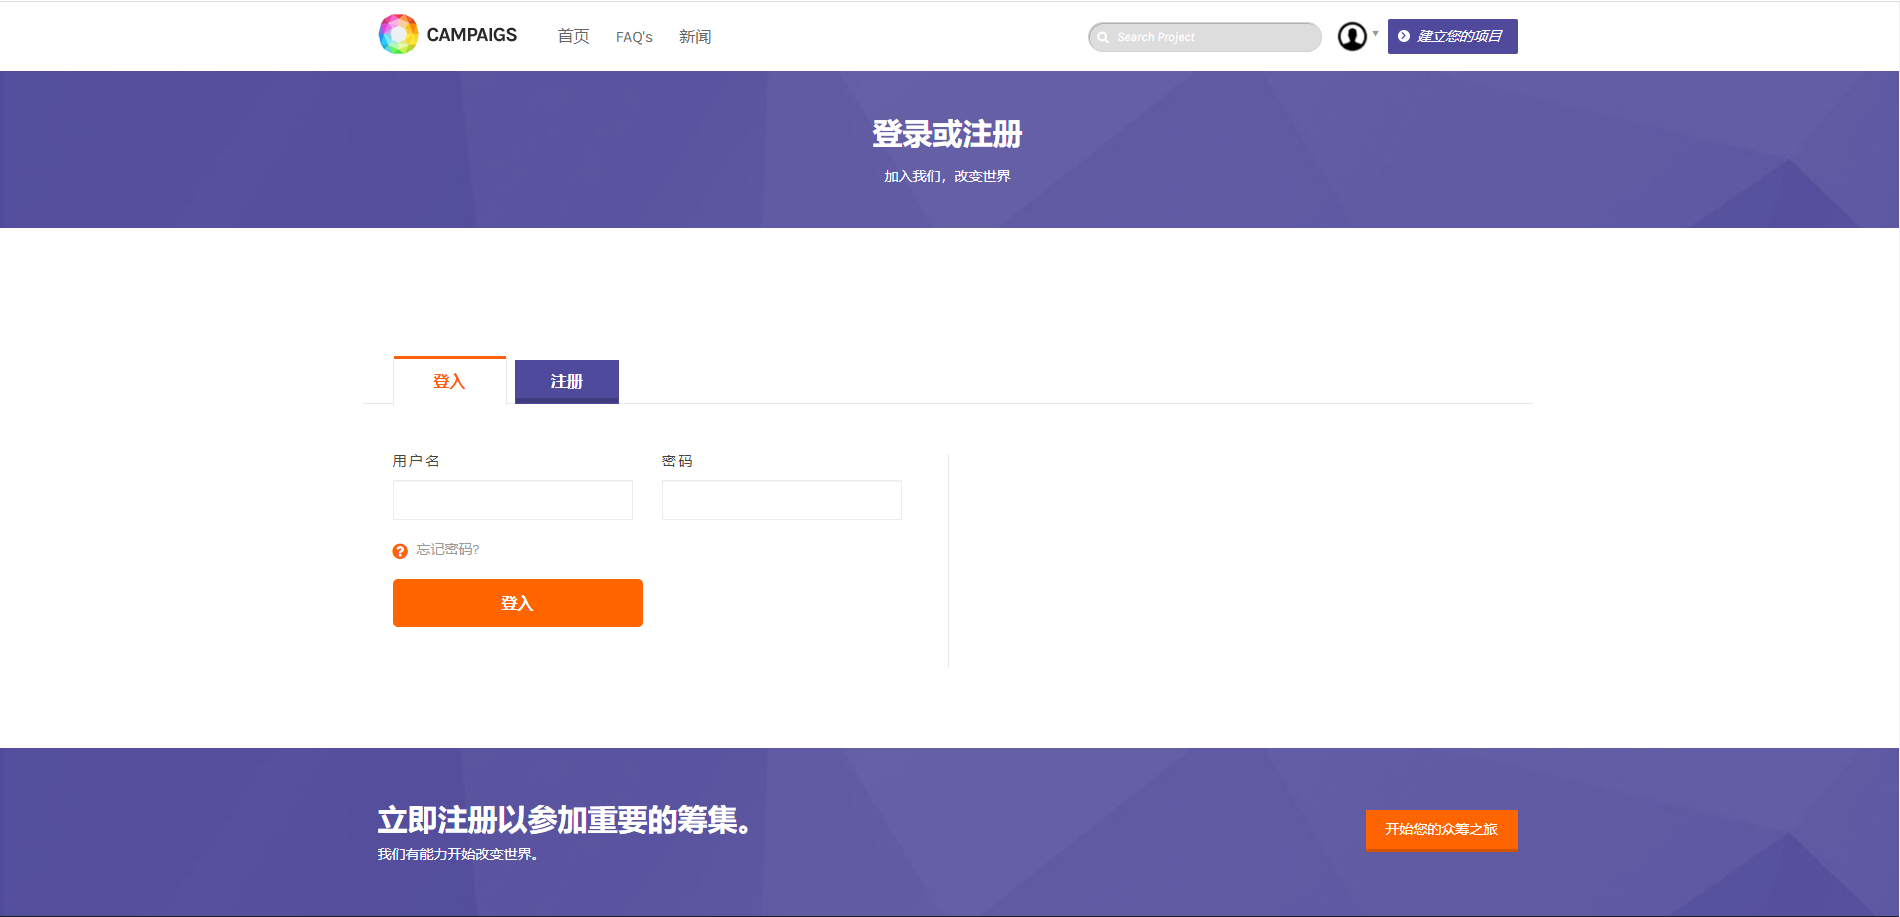 CAMPAIGS 首页 FAQ's 新闻 Search Project 建立您的项目
登录或注册
加入我们，改变世界
登入 注册
用户名 密码
忘记密码?
登入
立即注册以参加重要的筹集。
我们有能力开始改变世界。
开始您的众筹之旅